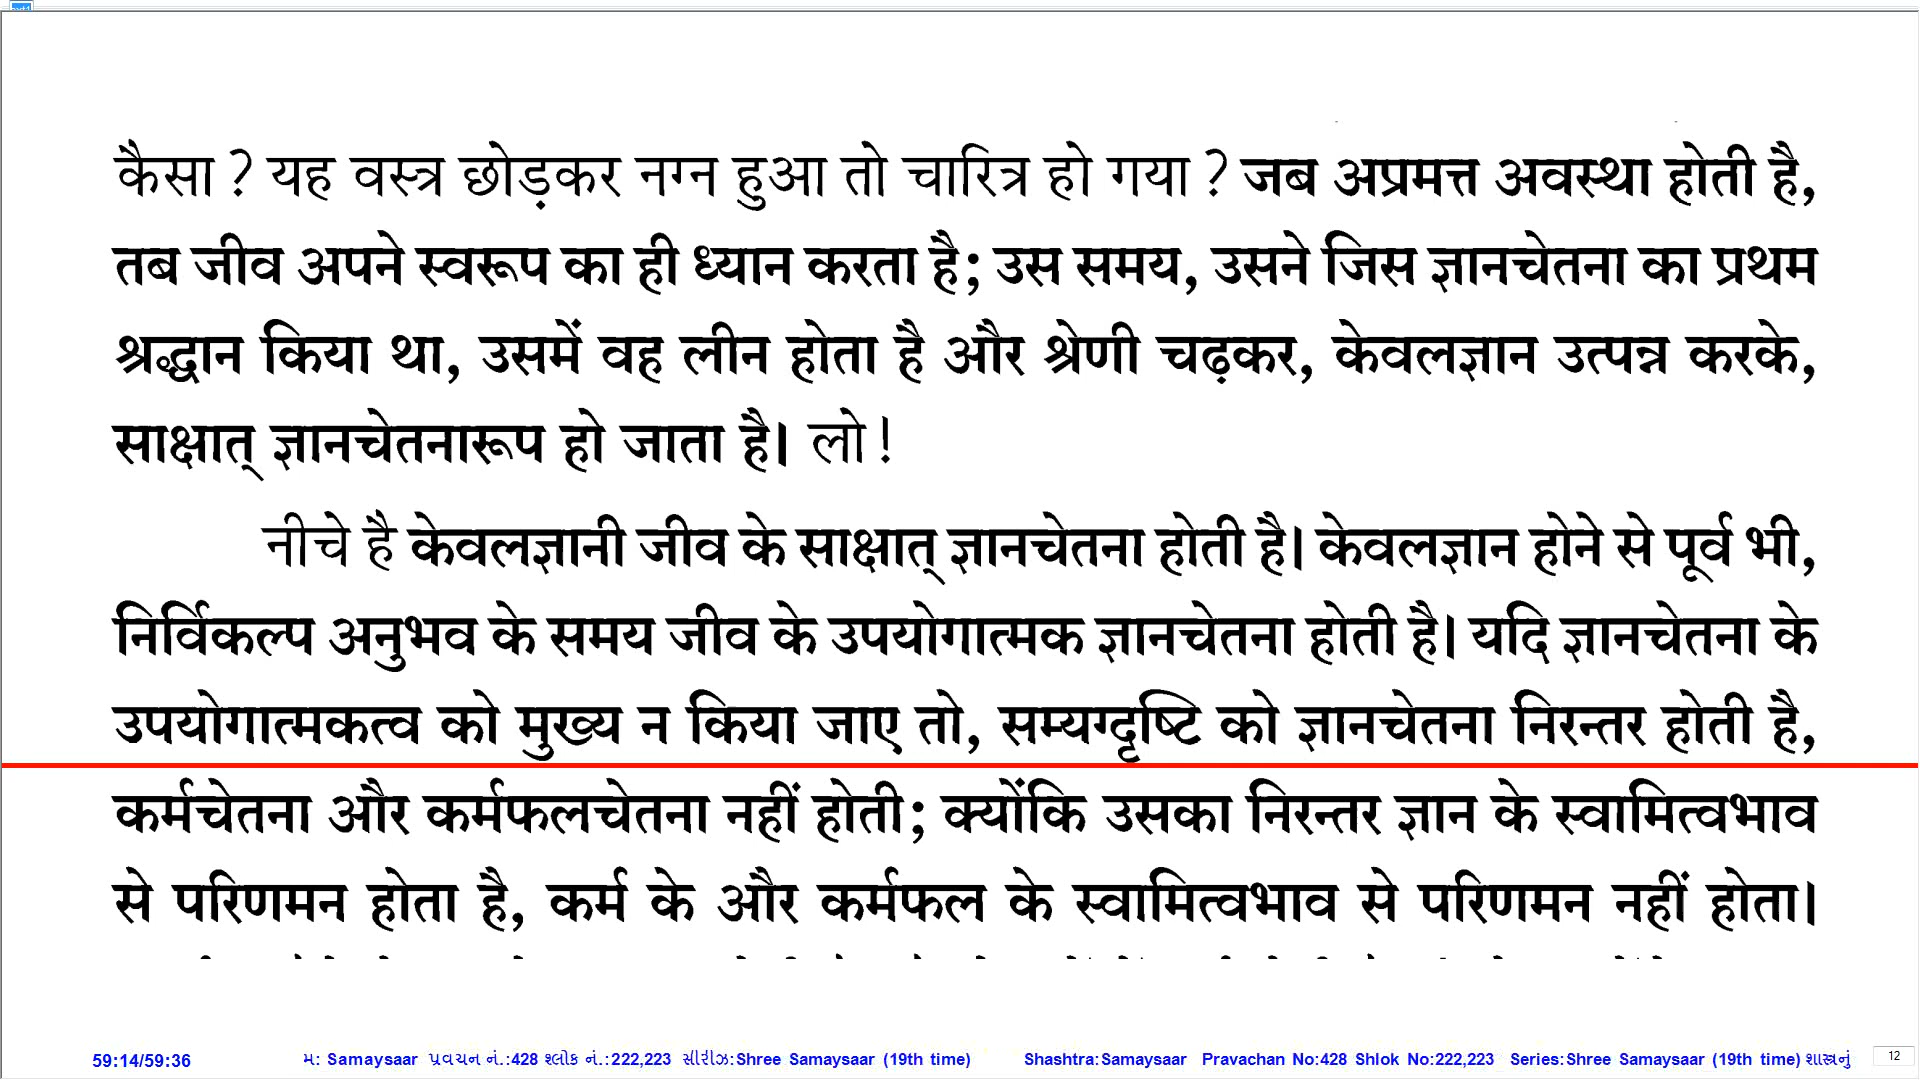 कैसा ? यह वस्त्र छोड़कर नग्न हुआ तो चारित्र हो गया ? जब अप्रमत्त अवस्था होती है,
तब जीव अपने स्वरूप का ही ध्यान करता है; उस समय, उसने जिस ज्ञानचेतना का प्रथम
श्रद्धान किया था, उसमें वह लीन होता है और श्रेणी चढ़कर, केवलज्ञान उत्पन्न करके,
साक्षात् ज्ञानचेतनारूप हो जाता है। लो !
नीचे है केवलज्ञानी जीव के साक्षात् ज्ञानचेतना होती है। केवलज्ञान होने से पूर्व भी,
निर्विकल्प अनुभव के समय जीव के उपयोगात्मक ज्ञानचेतना होती है। यदि ज्ञानचेतना के
उपयोगात्मकत्व को मुख्य न किया जाए तो, सम्यग्दृष्टि को ज्ञानचेतना निरन्तर होती है,
कर्मचेतना और कर्मफलचेतना नहीं होती; क्योंकि उसका निरन्तर ज्ञान के स्वामित्वभाव
से परिणमन होता है, कर्म के और कर्मफल के स्वामित्वभाव से परिणमन नहीं होता।
59:14/59:36 મ: Samaysaar પ્રવચન નં.:428 શ્લોક નં.:222,223 સીરીઝ:Shree Samaysaar (19th time) Shashtra:Samaysaar Pravachan No:428 Shlok No:222,223 Series:Shree Samaysaar (19th time) શાસ્ત્રનું 12